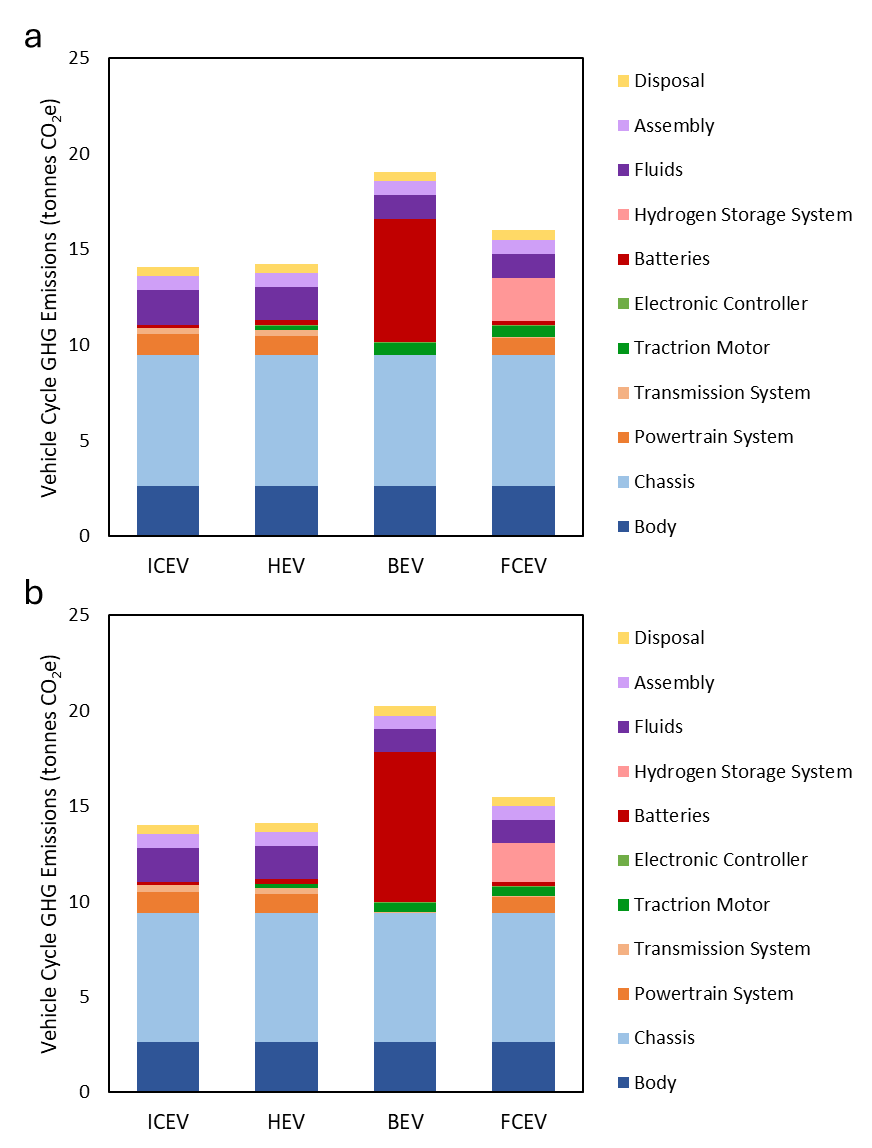 a
Vehicle Cycle GHG Emissions (tonnes CO₂e)
25
20
15
10
5
0
ICEV HEV BEV FCEV
Disposal
Assembly
Fluids
Hydrogen Storage System
Batteries
Electronic Controller
Tractrion Motor
Transmission System
Powertrain System
Chassis
Body
b
Vehicle Cycle GHG Emissions (tonnes CO₂e)
25
20
15
10
5
0
ICEV HEV BEV FCEV
Disposal
Assembly
Fluids
Hydrogen Storage System
Batteries
Electronic Controller
Tractrion Motor
Transmission System
Powertrain System
Chassis
Body